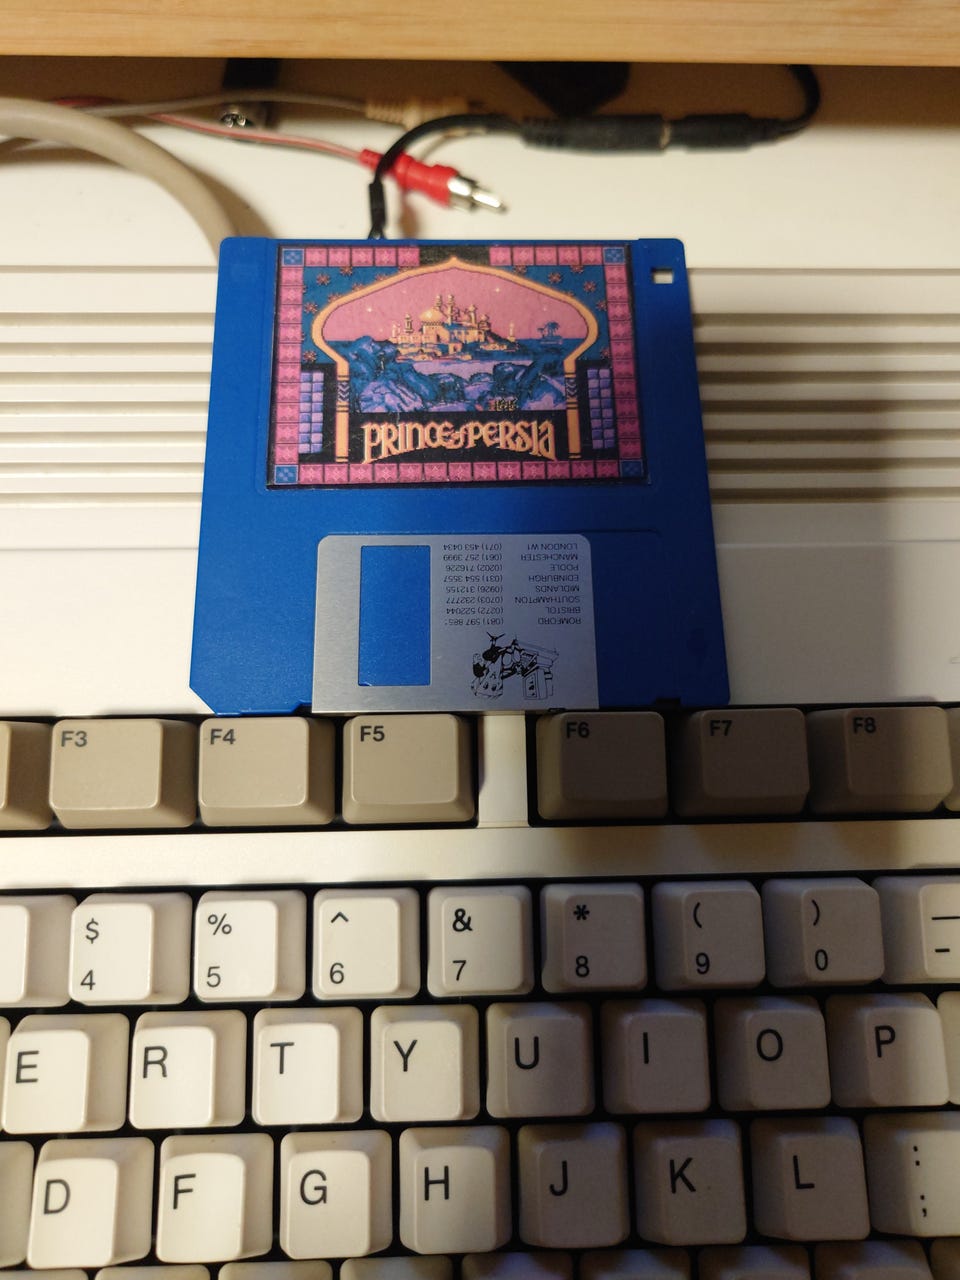 PRINCE of PERSIA
ROMFORD (081) 597 885
BRISTOL (0272) 522044
SOUTHAMPTON (0703) 232777
MIDLANDS (0926) 312155
EDINBURGH (031) 554 3557
POOLE (0202) 716226
MANCHESTER (061) 257 3999
LONDON W1 (071) 453 0434
F3 F4 F5 F6 F7 F8
$ % ^ & * ( ) —
4 5 6 7 8 9 0 -
E R T Y U I O P
D F G H J K L :
;